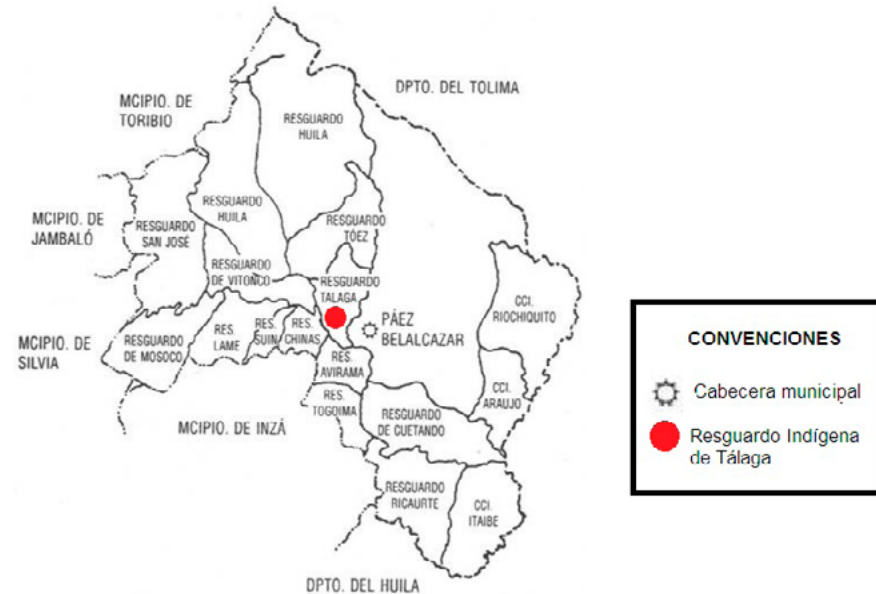 DPTO. DEL TOLIMA
MCIPIO. DE
TORIBIO
RESGUARDO
HUILA
MCIPIO. DE
JAMBALÓ
RESGUARDO
SAN JOSÉ
RESGUARDO
HUILA
RESGUARDO
TÓEZ
RESGUARDO
DE VITONCO
RESGUARDO
TALAGA
CCI.
RIOCHIQUITO
PÁEZ
BELALCAZAR
MCIPIO. DE
SILVIA
RESGUARDO
DE MOSOCO
RES.
LAME
RES.
SUIN
RES.
CHINAS
RES.
AVIRAMA
CCI.
ARAUJO
RES.
TOGOIMA
MCIPIO. DE INZÁ
RESGUARDO
DE CUETANDO
RESGUARDO
RICAURTE
CCI.
ITAIBE
DPTO. DEL HUILA
CONVENCIONES
Cabecera municipal
Resguardo Indígena
de Tálaga